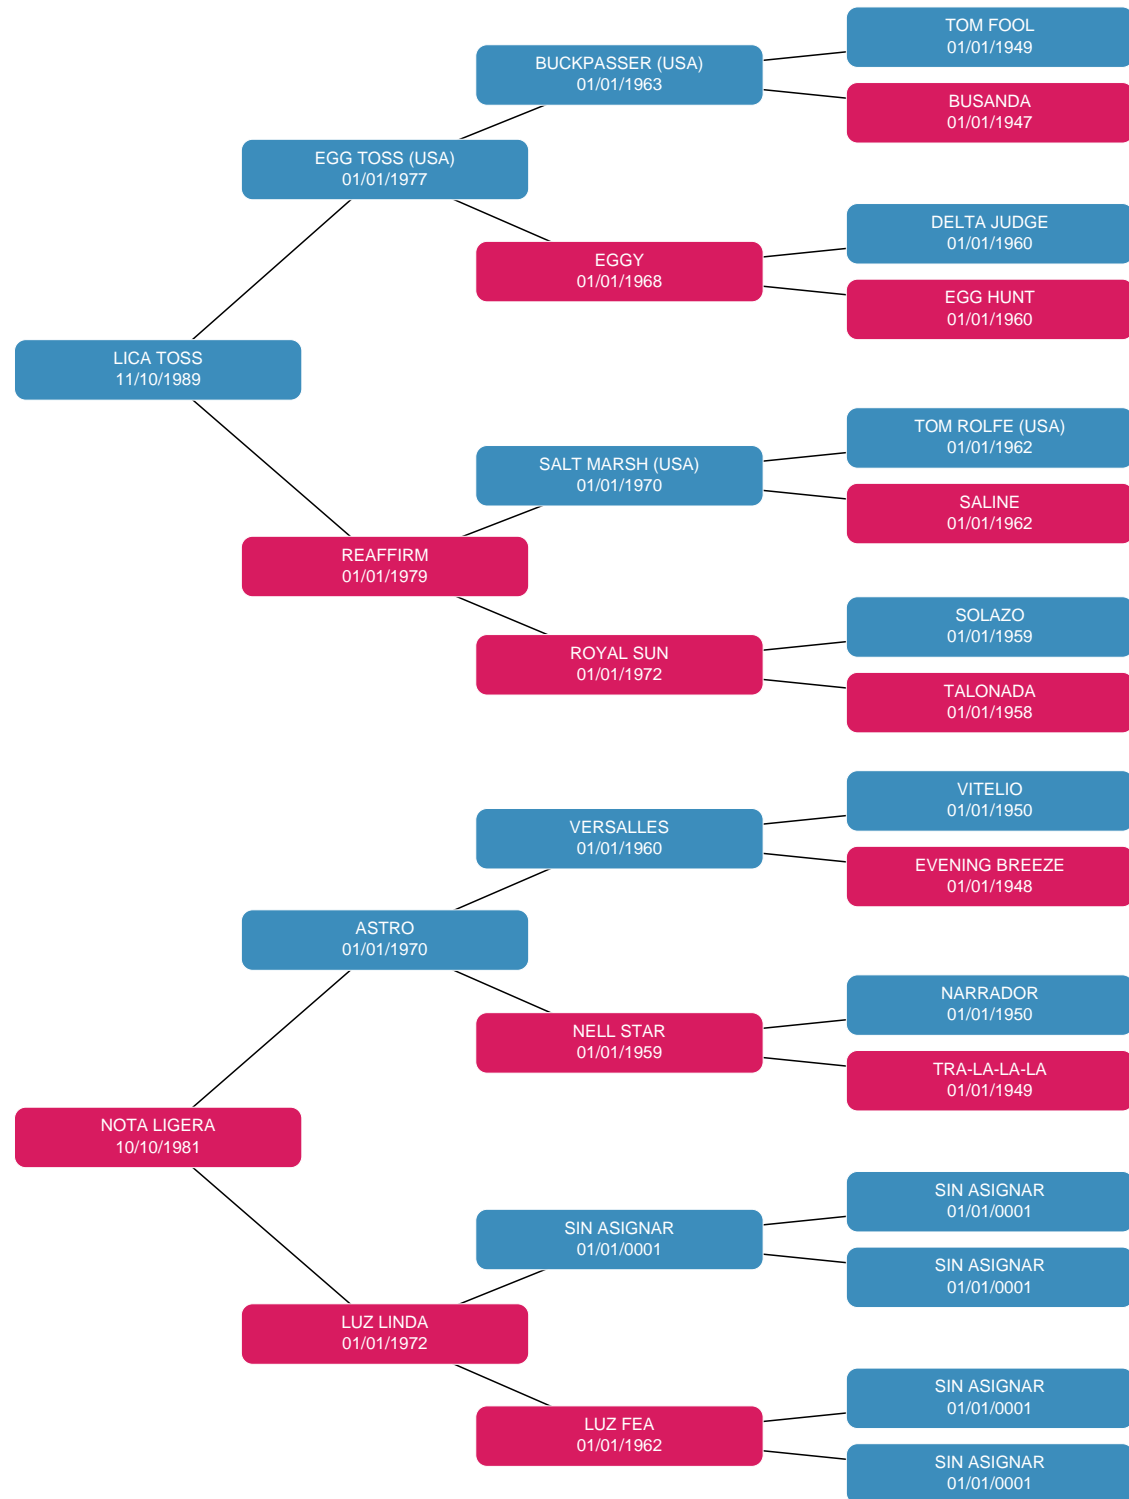 TOM FOOL
01/01/1949
BUCKPASSER (USA)
01/01/1963
BUSANDA
01/01/1947
EGG TOSS (USA)
01/01/1977
DELTA JUDGE
01/01/1960
EGGY
01/01/1968
EGG HUNT
01/01/1960
LICA TOSS
11/10/1989
TOM ROLFE (USA)
01/01/1962
SALT MARSH (USA)
01/01/1970
SALINE
01/01/1962
REAFFIRM
01/01/1979
SOLAZO
01/01/1959
ROYAL SUN
01/01/1972
TALONADA
01/01/1958
VITELIO
01/01/1950
VERSALLES
01/01/1960
EVENING BREEZE
01/01/1948
ASTRO
01/01/1970
NARRADOR
01/01/1950
NELL STAR
01/01/1959
TRA-LA-LA-LA
01/01/1949
NOTA LIGERA
10/10/1981
SIN ASIGNAR
01/01/0001
SIN ASIGNAR
01/01/0001
SIN ASIGNAR
01/01/0001
LUZ LINDA
01/01/1972
SIN ASIGNAR
01/01/0001
LUZ FEA
01/01/1962
SIN ASIGNAR
01/01/0001